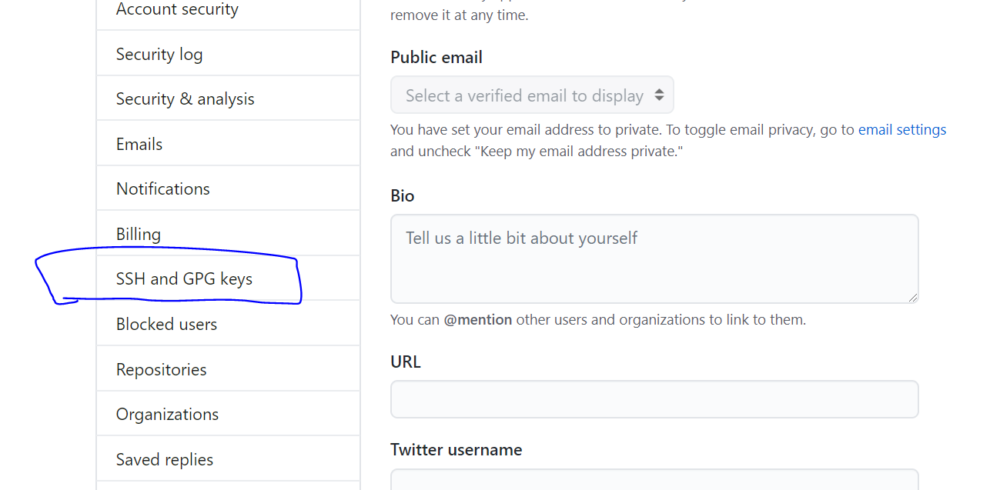 Account security
Security log
Security & analysis
Emails
Notifications
Billing
SSH and GPG keys
Blocked users
Repositories
Organizations
Saved replies
remove it at any time.
Public email
Select a verified email to display
You have set your email address to private. To toggle email privacy, go to email settings
and uncheck "Keep my email address private."
Bio
Tell us a little bit about yourself
You can @mention other users and organizations to link to them.
URL
Twitter username